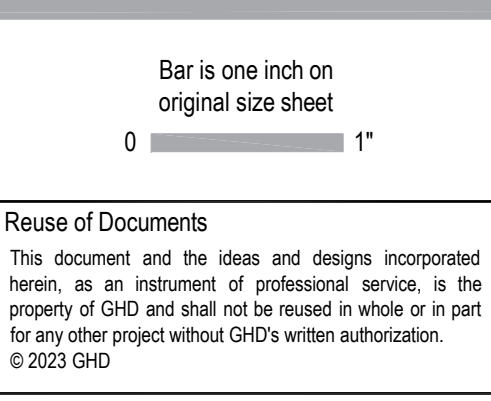 Bar is one inch on
original size sheet
0 1"
Reuse of Documents
This document and the ideas and designs incorporated
herein, as an instrument of professional service, is the
property of GHD and shall not be reused in whole or in part
for any other project without GHD's written authorization.
© 2023 GHD